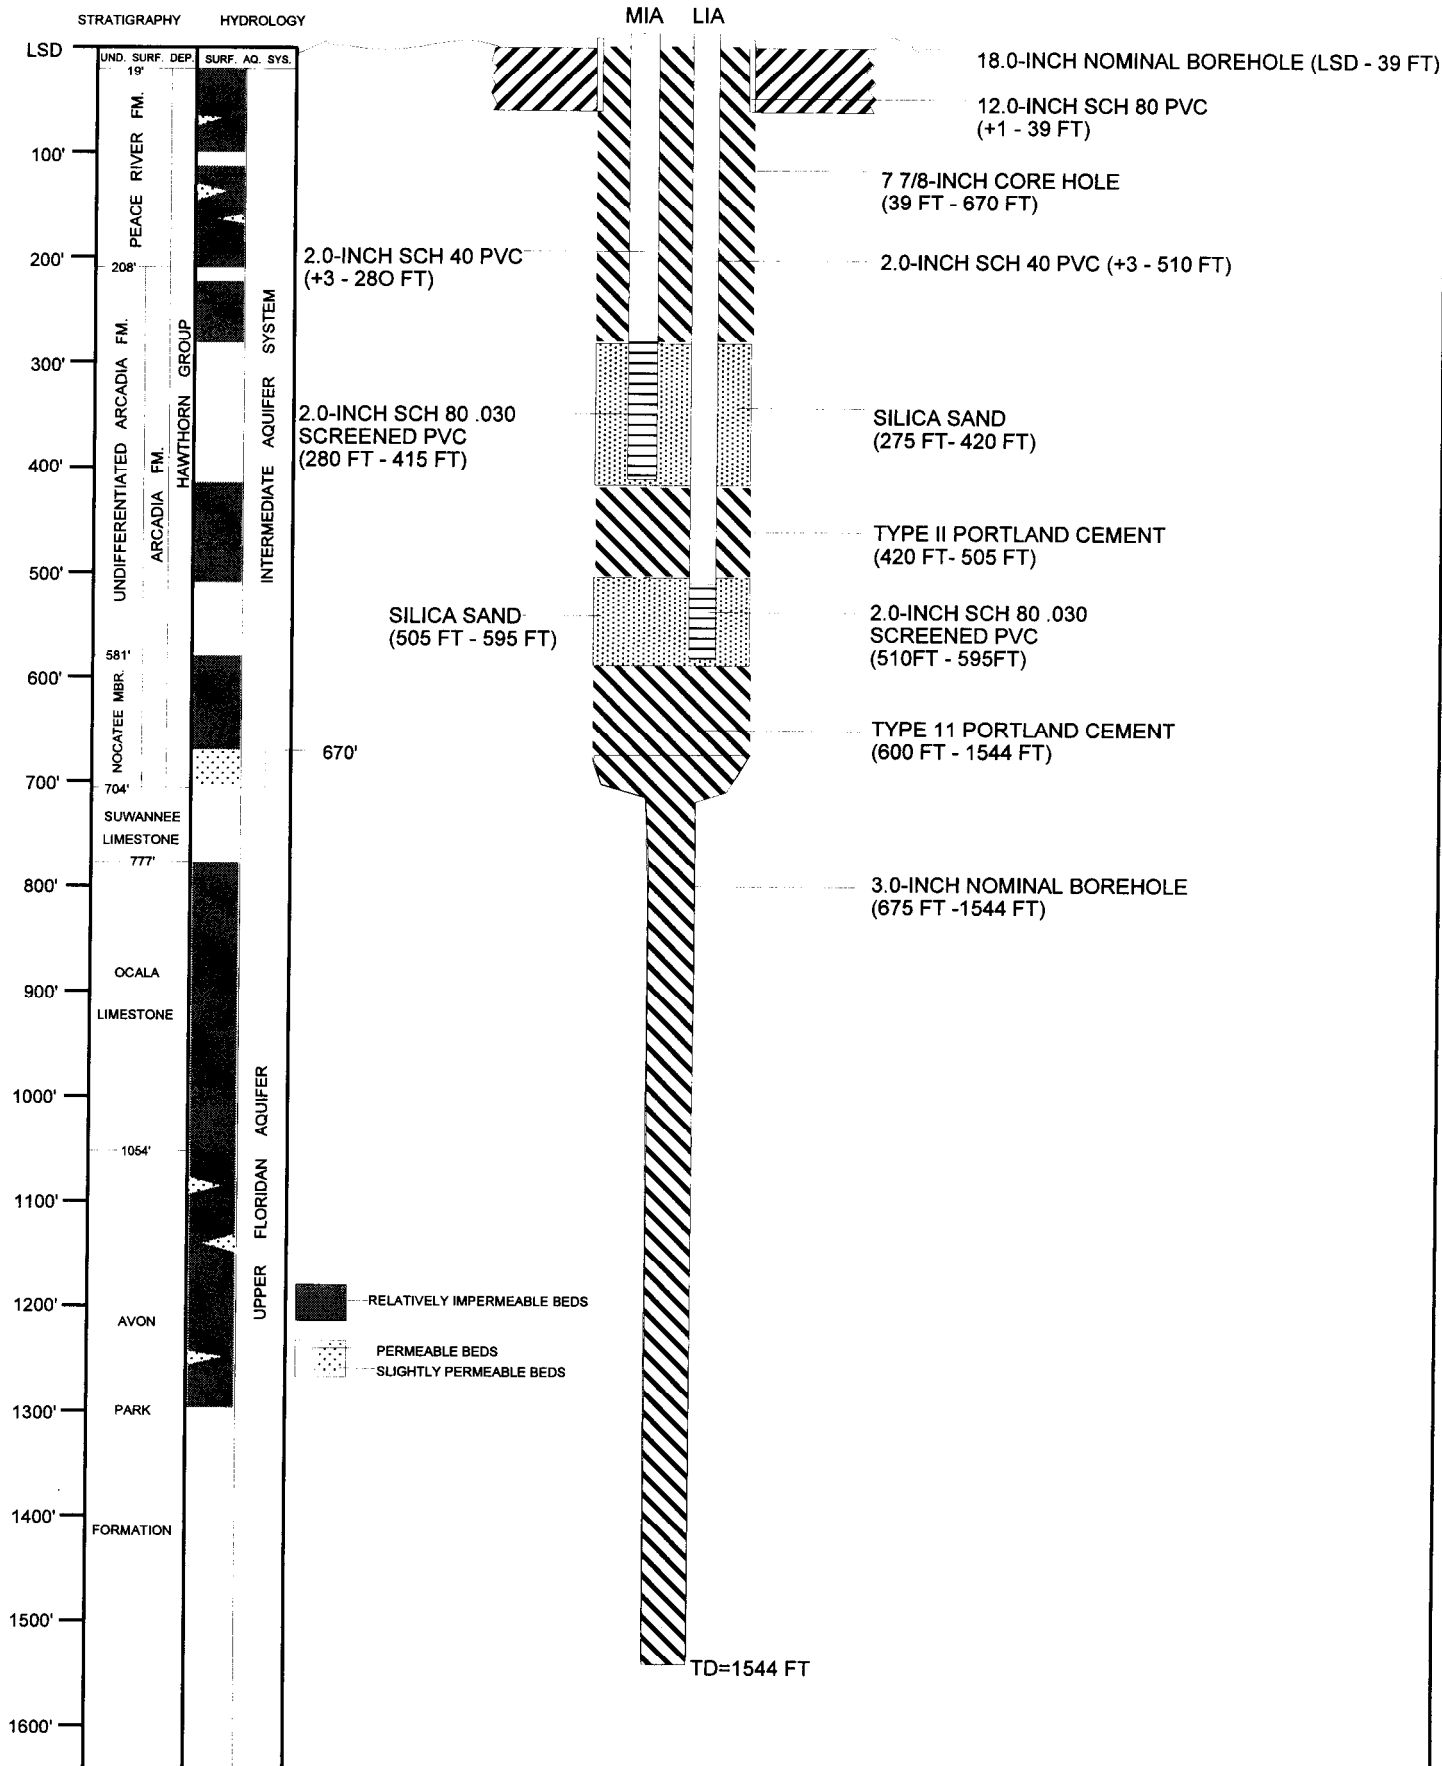 STRATIGRAPHY
HYDROLOGY
MIA
LIA
LSD
UND. SURF. DEP.
SURF. AQ. SYS.
19'
18.0-INCH NOMINAL BOREHOLE (LSD - 39 FT)
12.0-INCH SCH 80 PVC
(+1 - 39 FT)
PEACE RIVER FM.
100'
7 7/8-INCH CORE HOLE
(39 FT - 670 FT)
200'
208'
2.0-INCH SCH 40 PVC
(+3 - 28O FT)
2.0-INCH SCH 40 PVC (+3 - 510 FT)
UNDIFFERENTIATED ARCADIA FM.
ARCADIA FM.
HAWTHORN GROUP
INTERMEDIATE AQUIFER SYSTEM
300'
2.0-INCH SCH 80 .030
SCREENED PVC
(280 FT - 415 FT)
SILICA SAND
(275 FT- 420 FT)
400'
TYPE II PORTLAND CEMENT
(420 FT- 505 FT)
500'
SILICA SAND
(505 FT - 595 FT)
2.0-INCH SCH 80 .030
SCREENED PVC
(510FT - 595FT)
581'
600'
NOCATEE MBR.
670'
TYPE 11 PORTLAND CEMENT
(600 FT - 1544 FT)
700'
704'
SUWANNEE
LIMESTONE
777'
800'
3.0-INCH NOMINAL BOREHOLE
(675 FT -1544 FT)
OCALA
900'
LIMESTONE
1000'
1054'
UPPER FLORIDAN AQUIFER
1100'
1200'
RELATIVELY IMPERMEABLE BEDS
AVON
PERMEABLE BEDS
SLIGHTLY PERMEABLE BEDS
1300'
PARK
1400'
FORMATION
1500'
TD=1544 FT
1600'